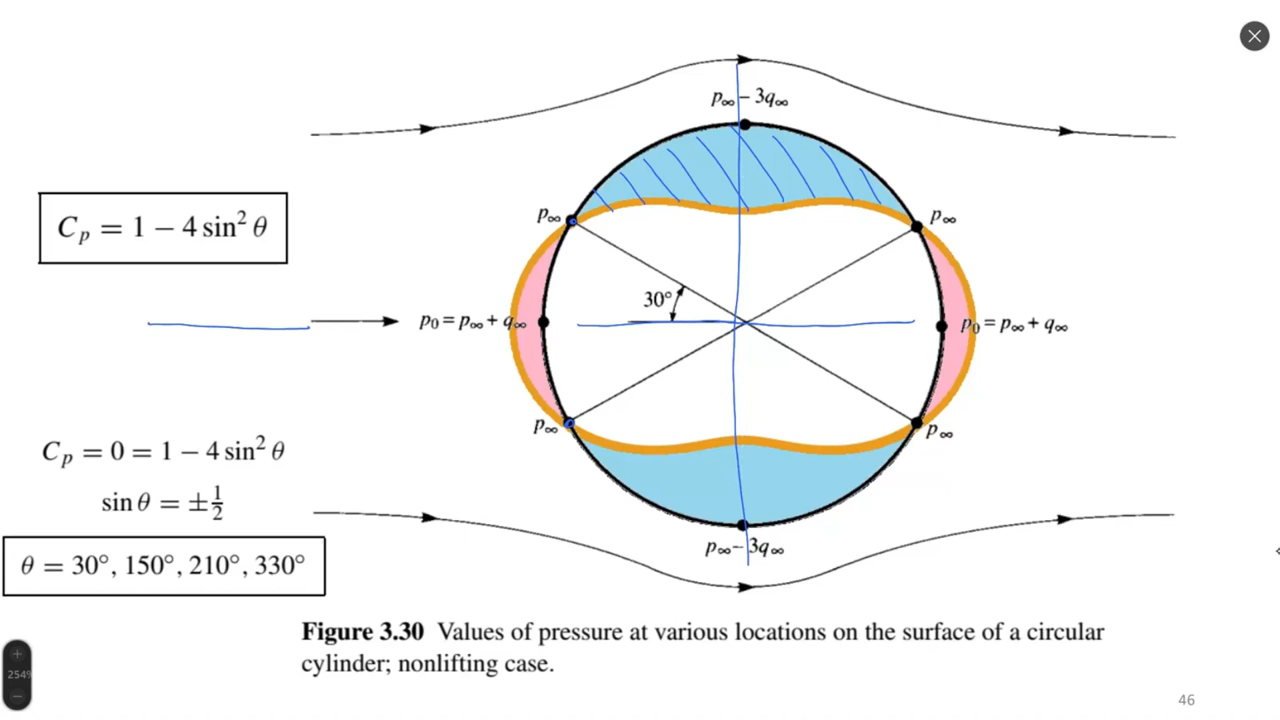 p∞ − 3q∞
C_p = 1 − 4 sin² θ
p∞
p∞
30°
p₀ = p∞ + q∞
p₀ = p∞ + q∞
p∞
p∞
C_p = 0 = 1 − 4 sin² θ
sin θ = ±½
p∞ − 3q∞
θ = 30°, 150°, 210°, 330°
Figure 3.30 Values of pressure at various locations on the surface of a circular
cylinder; nonlifting case.
2549
46